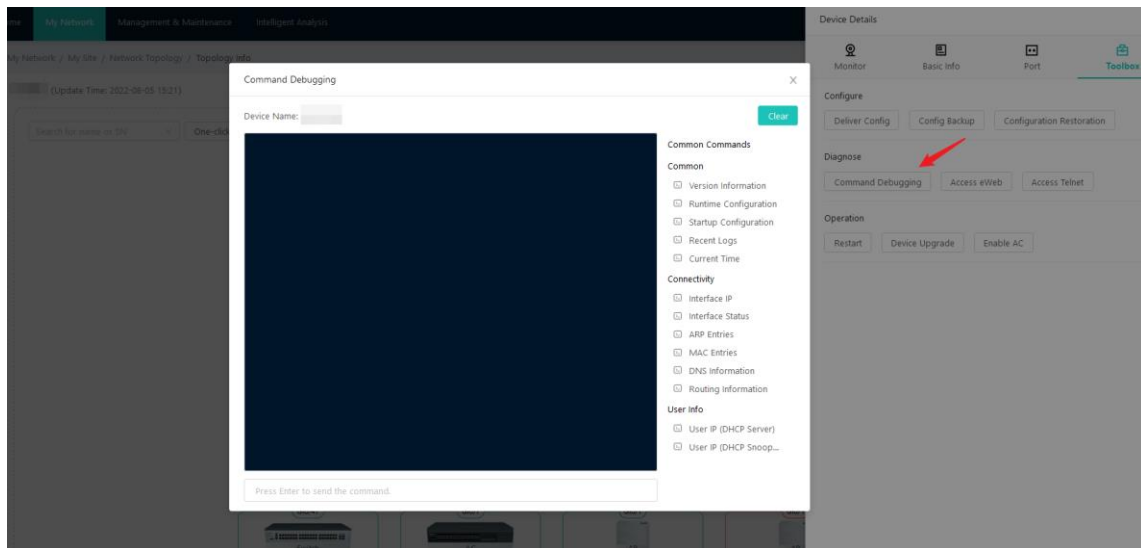 My Network Management & Maintenance Intelligent Analysis
My Network / My Site / Network Topology / Topology Info
(Update Time: 2022-08-05 15:21)
Search by name or SN
One-click
Command Debugging
Device Name:
Clear
Common Commands
Common
Version Information
Runtime Configuration
Startup Configuration
Recent Logs
Current Time
Connectivity
Interface IP
Interface Status
ARP Entries
MAC Entries
DNS Information
Routing Information
User Info
User IP (DHCP Server)
User IP (DHCP Snoop...
Press Enter to send the command.
Device Details
Monitor Basic Info Port Toolbox
Configure
Deliver Config Config Backup Configuration Restoration
Diagnose
Command Debugging Access eWeb Access Telnet
Operation
Restart Device Upgrade Enable AC